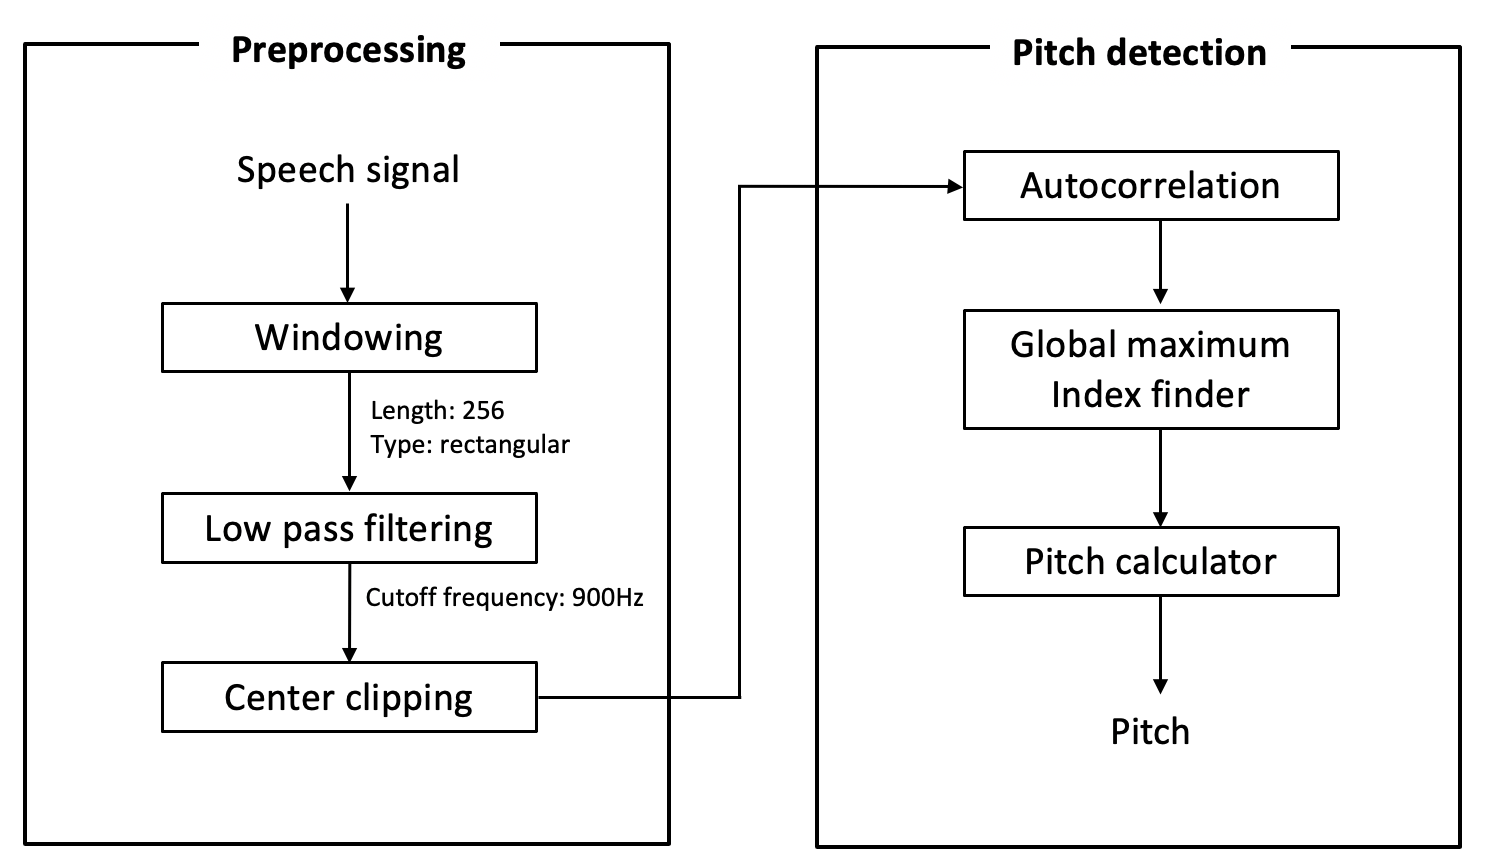 Preprocessing
Speech signal
Windowing
Length: 256
Type: rectangular
Low pass filtering
Cutoff frequency: 900Hz
Center clipping
Pitch detection
Autocorrelation
Global maximum
Index finder
Pitch calculator
Pitch